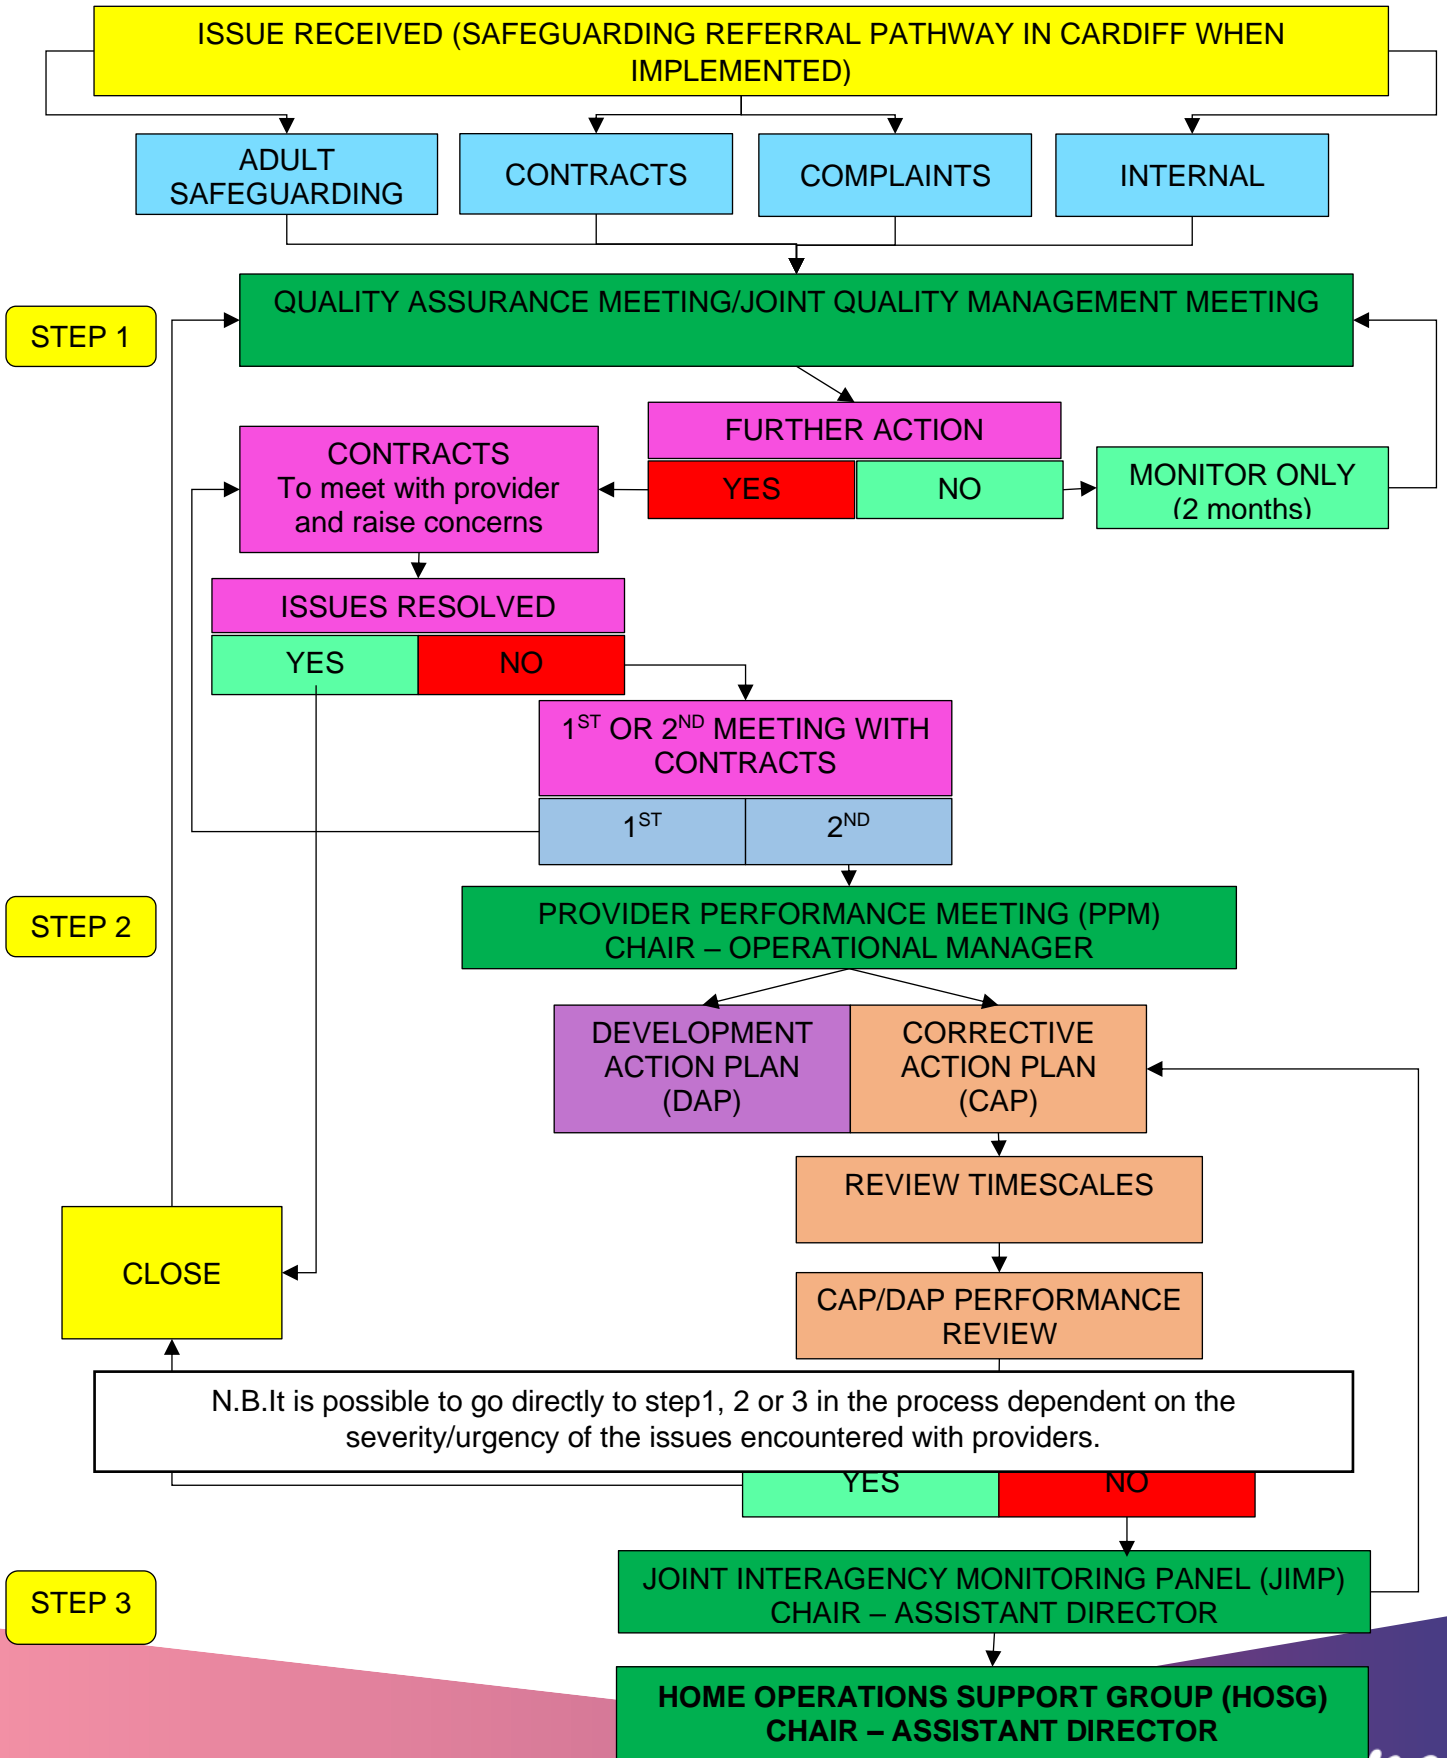 ISSUE RECEIVED (SAFEGUARDING REFERRAL PATHWAY IN CARDIFF WHEN
IMPLEMENTED)
ADULT
SAFEGUARDING
CONTRACTS
COMPLAINTS
INTERNAL
QUALITY ASSURANCE MEETING/JOINT QUALITY MANAGEMENT MEETING
STEP 1
FURTHER ACTION
YES
NO
CONTRACTS
To meet with provider
and raise concerns
MONITOR ONLY
(2 months)
ISSUES RESOLVED
YES
NO
1ST OR 2ND MEETING WITH
CONTRACTS
1ST
2ND
STEP 2
PROVIDER PERFORMANCE MEETING (PPM)
CHAIR – OPERATIONAL MANAGER
DEVELOPMENT
ACTION PLAN
(DAP)
CORRECTIVE
ACTION PLAN
(CAP)
REVIEW TIMESCALES
CLOSE
CAP/DAP PERFORMANCE
REVIEW
N.B.It is possible to go directly to step1, 2 or 3 in the process dependent on the
severity/urgency of the issues encountered with providers.
YES
NO
STEP 3
JOINT INTERAGENCY MONITORING PANEL (JIMP)
CHAIR – ASSISTANT DIRECTOR
HOME OPERATIONS SUPPORT GROUP (HOSG)
CHAIR – ASSISTANT DIRECTOR